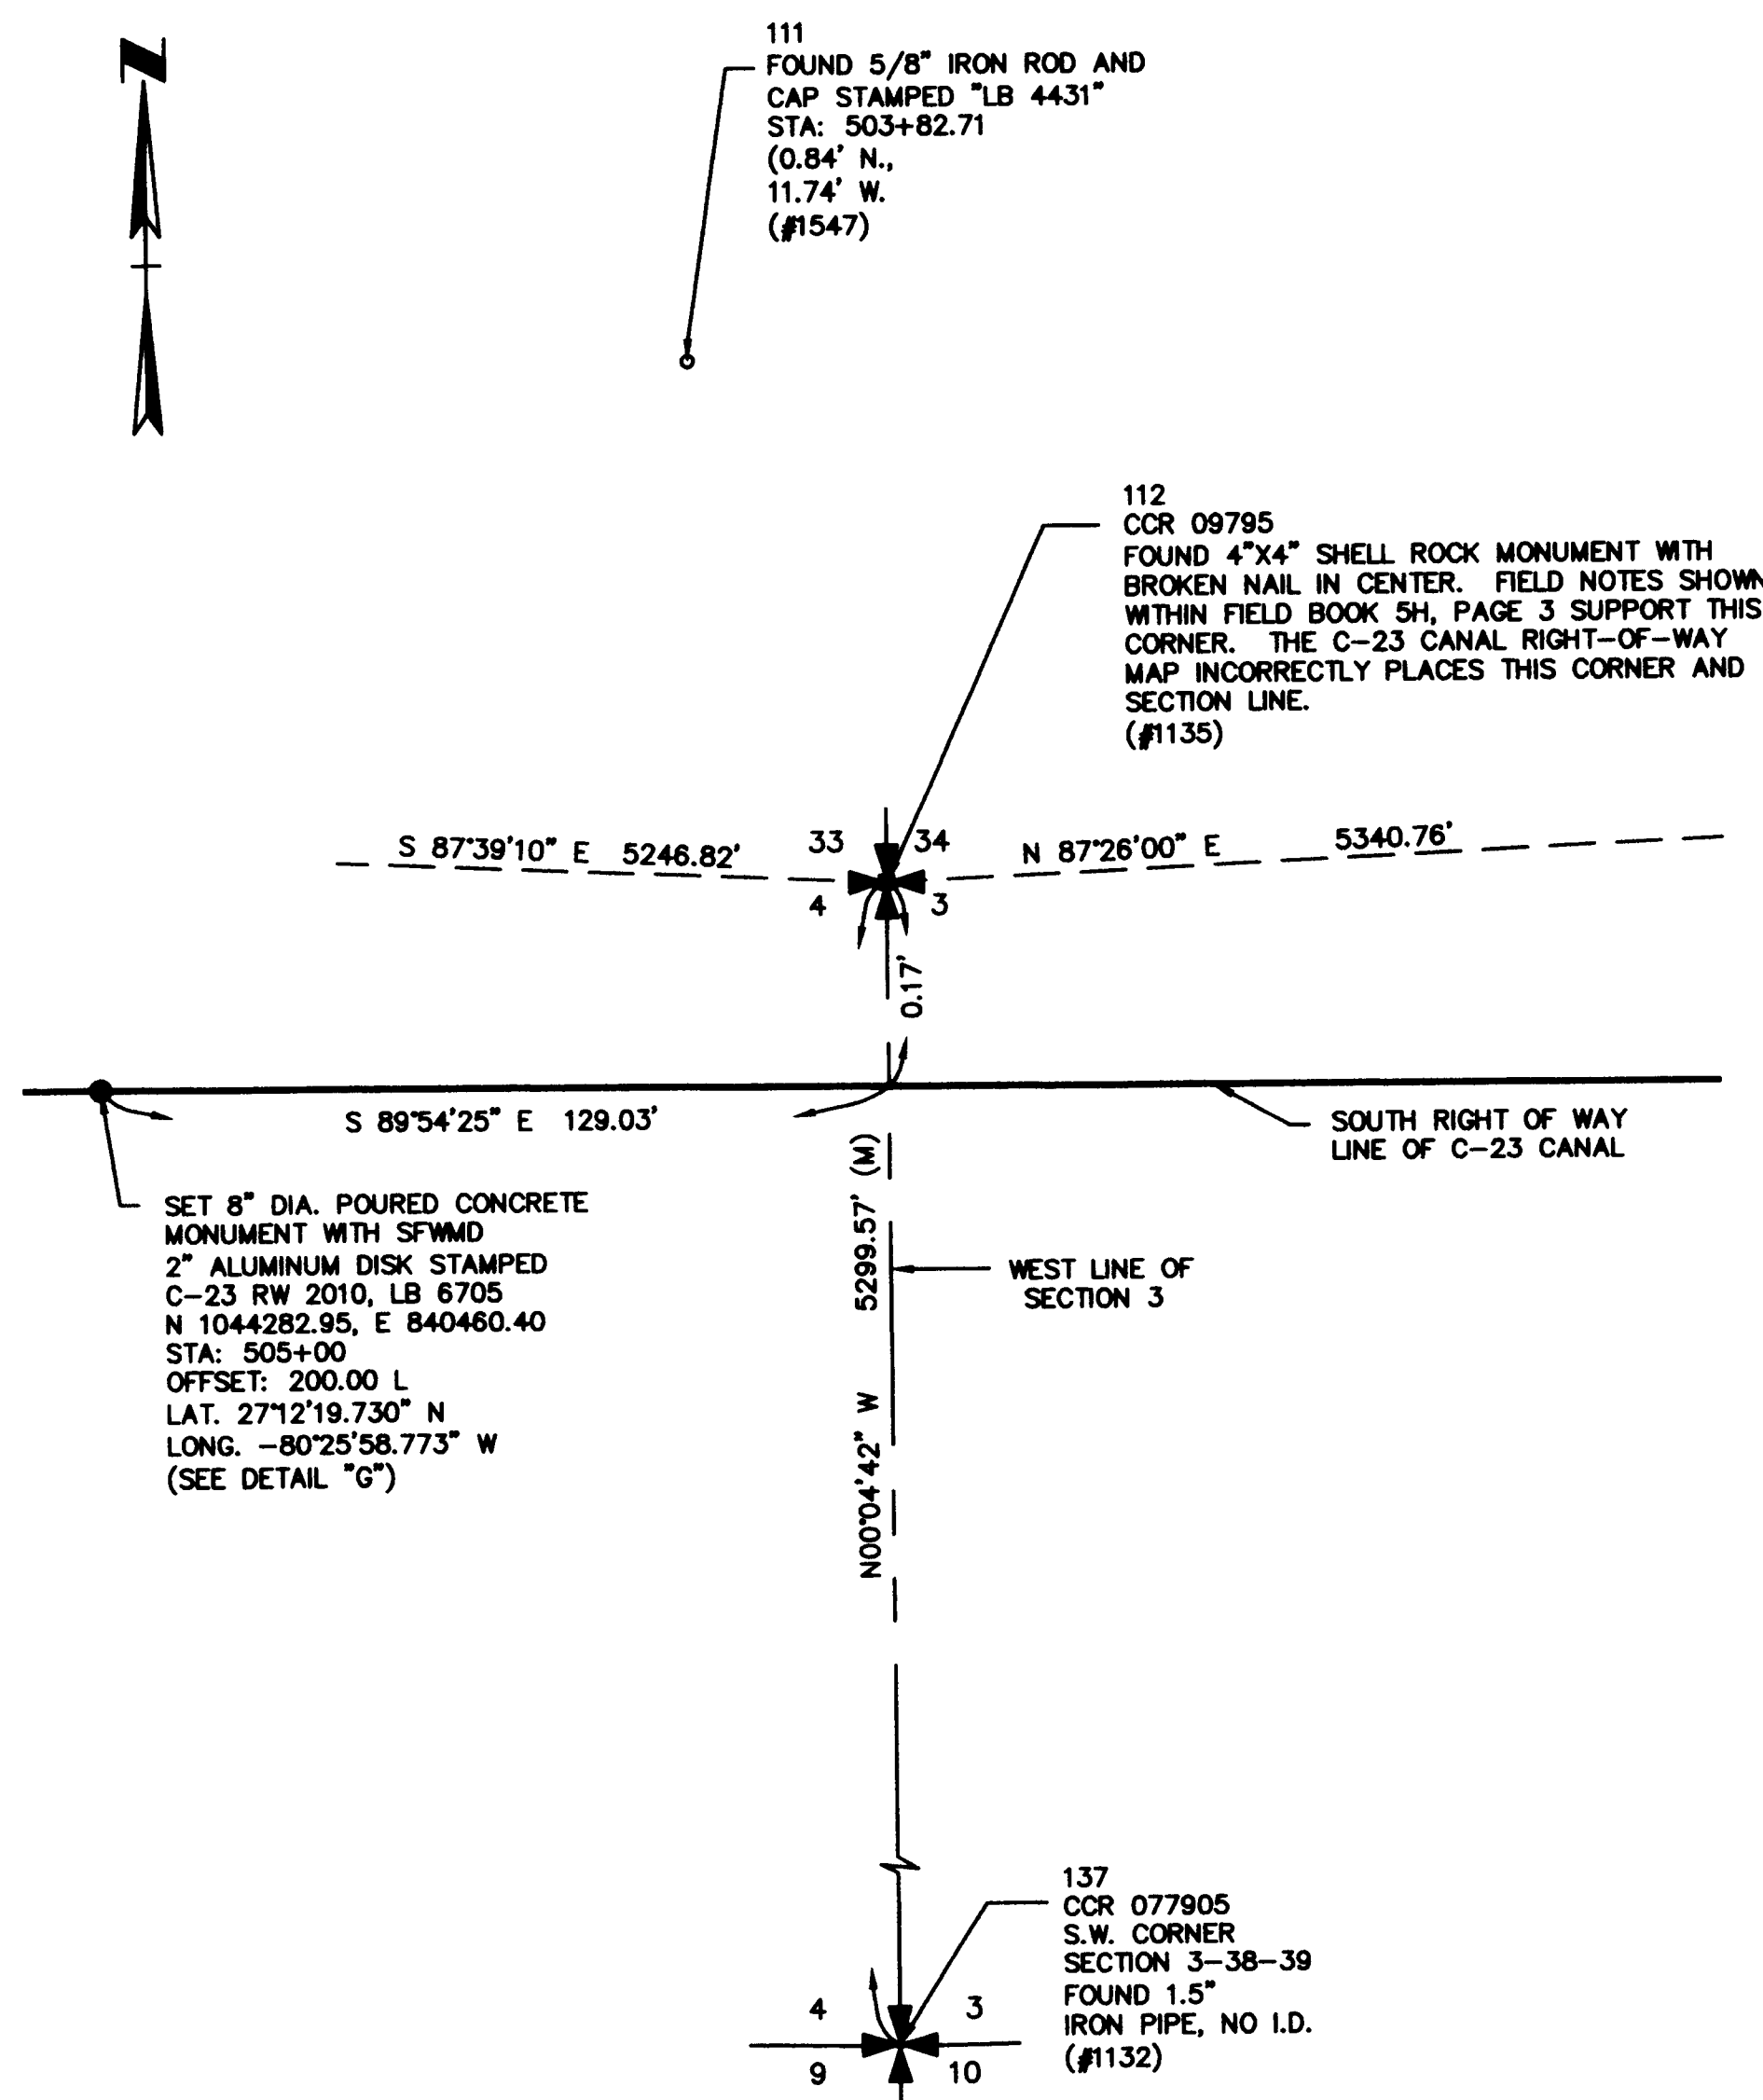 N
111
FOUND 5/8" IRON ROD AND
CAP STAMPED "LB 4431"
STA: 503+82.71
(0.84' N.,
11.74' W.
(#1547)
112
CCR 09795
FOUND 4"X4" SHELL ROCK MONUMENT WITH
BROKEN NAIL IN CENTER. FIELD NOTES SHOWN
WITHIN FIELD BOOK 5H, PAGE 3 SUPPORT THIS
CORNER. THE C-23 CANAL RIGHT-OF-WAY
MAP INCORRECTLY PLACES THIS CORNER AND
SECTION LINE.
(#1135)
S 87°39'10" E 5246.82'
33 34
N 87°26'00" E 5340.76'
4 3
0.17'
S 89°54'25" E 129.03'
SOUTH RIGHT OF WAY
LINE OF C-23 CANAL
SET 8" DIA. POURED CONCRETE
MONUMENT WITH SFWMD
2" ALUMINUM DISK STAMPED
C-23 RW 2010, LB 6705
N 1044282.95, E 840460.40
STA: 505+00
OFFSET: 200.00 L
LAT. 27°12'19.730" N
LONG. -80°25'58.773" W
(SEE DETAIL "G")
N00°04'42" W 5299.57' (M)
WEST LINE OF
SECTION 3
137
CCR 077905
S.W. CORNER
SECTION 3-38-39
FOUND 1.5"
IRON PIPE, NO I.D.
(#1132)
4 3
9 10